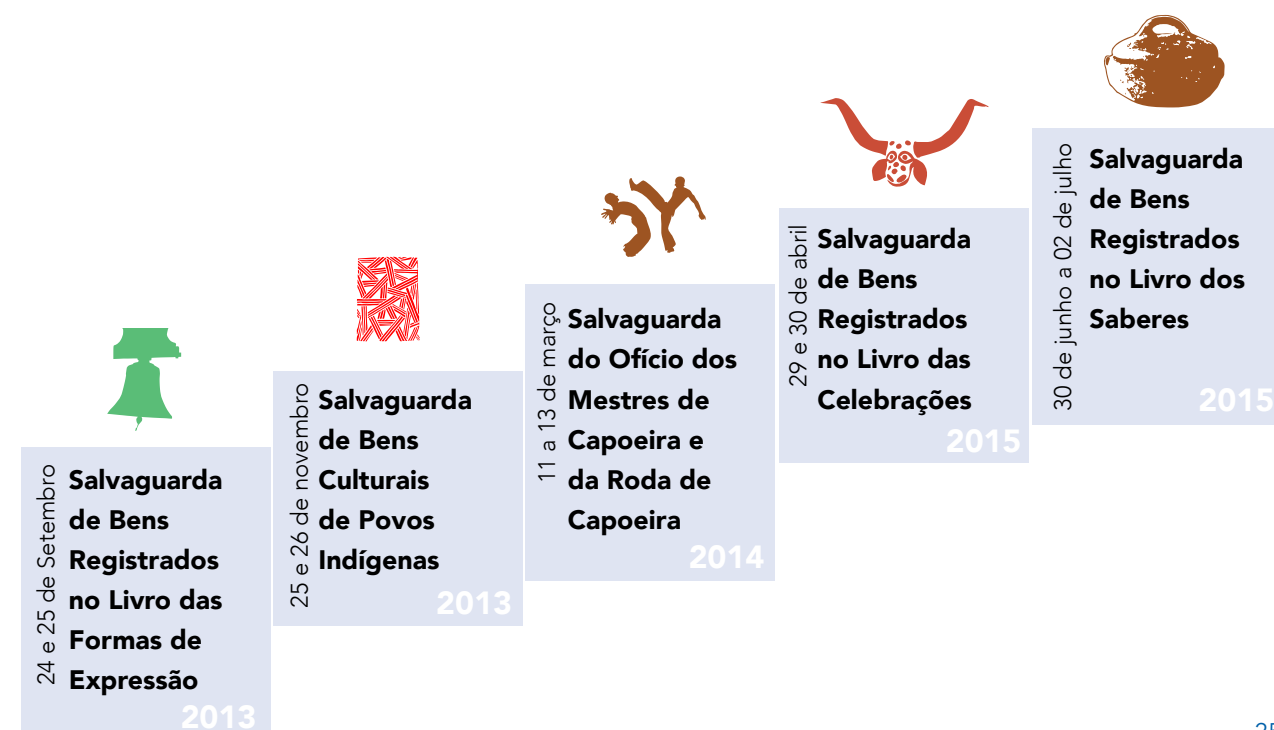 24 e 25 de Setembro
Salvaguarda
de Bens
Registrados
no Livro das
Formas de
Expressão
2013
25 e 26 de novembro
Salvaguarda
de Bens
Culturais
de Povos
Indígenas
2013
11 a 13 de março
Salvaguarda
do Ofício dos
Mestres de
Capoeira e
da Roda de
Capoeira
2014
29 e 30 de abril
Salvaguarda
de Bens
Registrados
no Livro das
Celebrações
2015
30 de junho a 02 de julho
Salvaguarda
de Bens
Registrados
no Livro dos
Saberes
2015